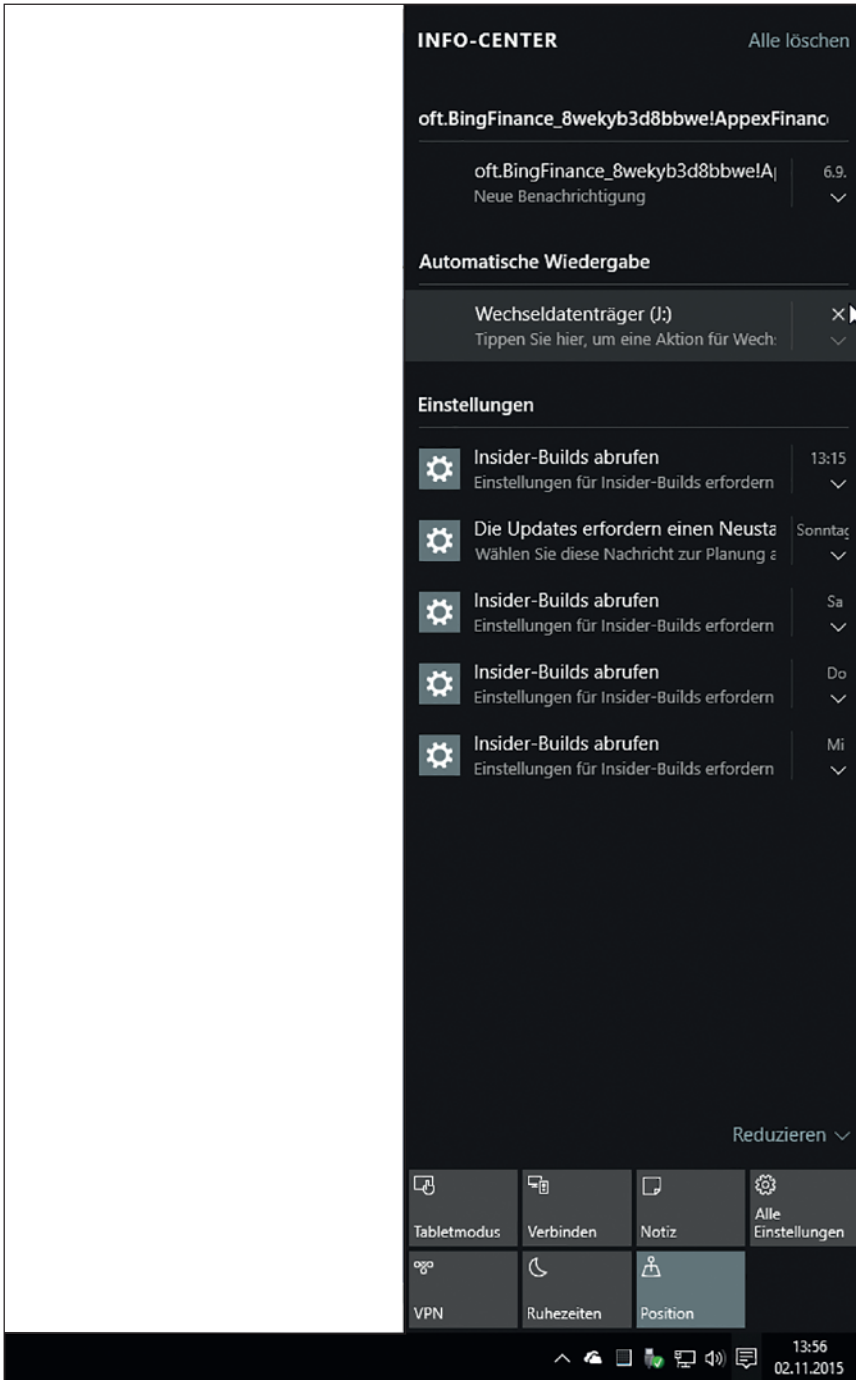 INFO-CENTER Alle löschen
oft.BingFinance_8wekyb3d8bbwe!AppexFinanc
oft.BingFinance_8wekyb3d8bbwe!A 6.9.
Neue Benachrichtigung
Automatische Wiedergabe
Wechseldatenträger (J:)
Tippen Sie hier, um eine Aktion für Wech
Einstellungen
Insider-Builds abrufen 13:15
Einstellungen für Insider-Builds erfordern
Die Updates erfordern einen Neusta Sonntag
Wählen Sie diese Nachricht zur Planung a
Insider-Builds abrufen Sa
Einstellungen für Insider-Builds erfordern
Insider-Builds abrufen Do
Einstellungen für Insider-Builds erfordern
Insider-Builds abrufen Mi
Einstellungen für Insider-Builds erfordern
Reduzieren
Tabletmodus Verbinden Notiz Alle Einstellungen
VPN Ruhezeiten Position
13:56
02.11.2015